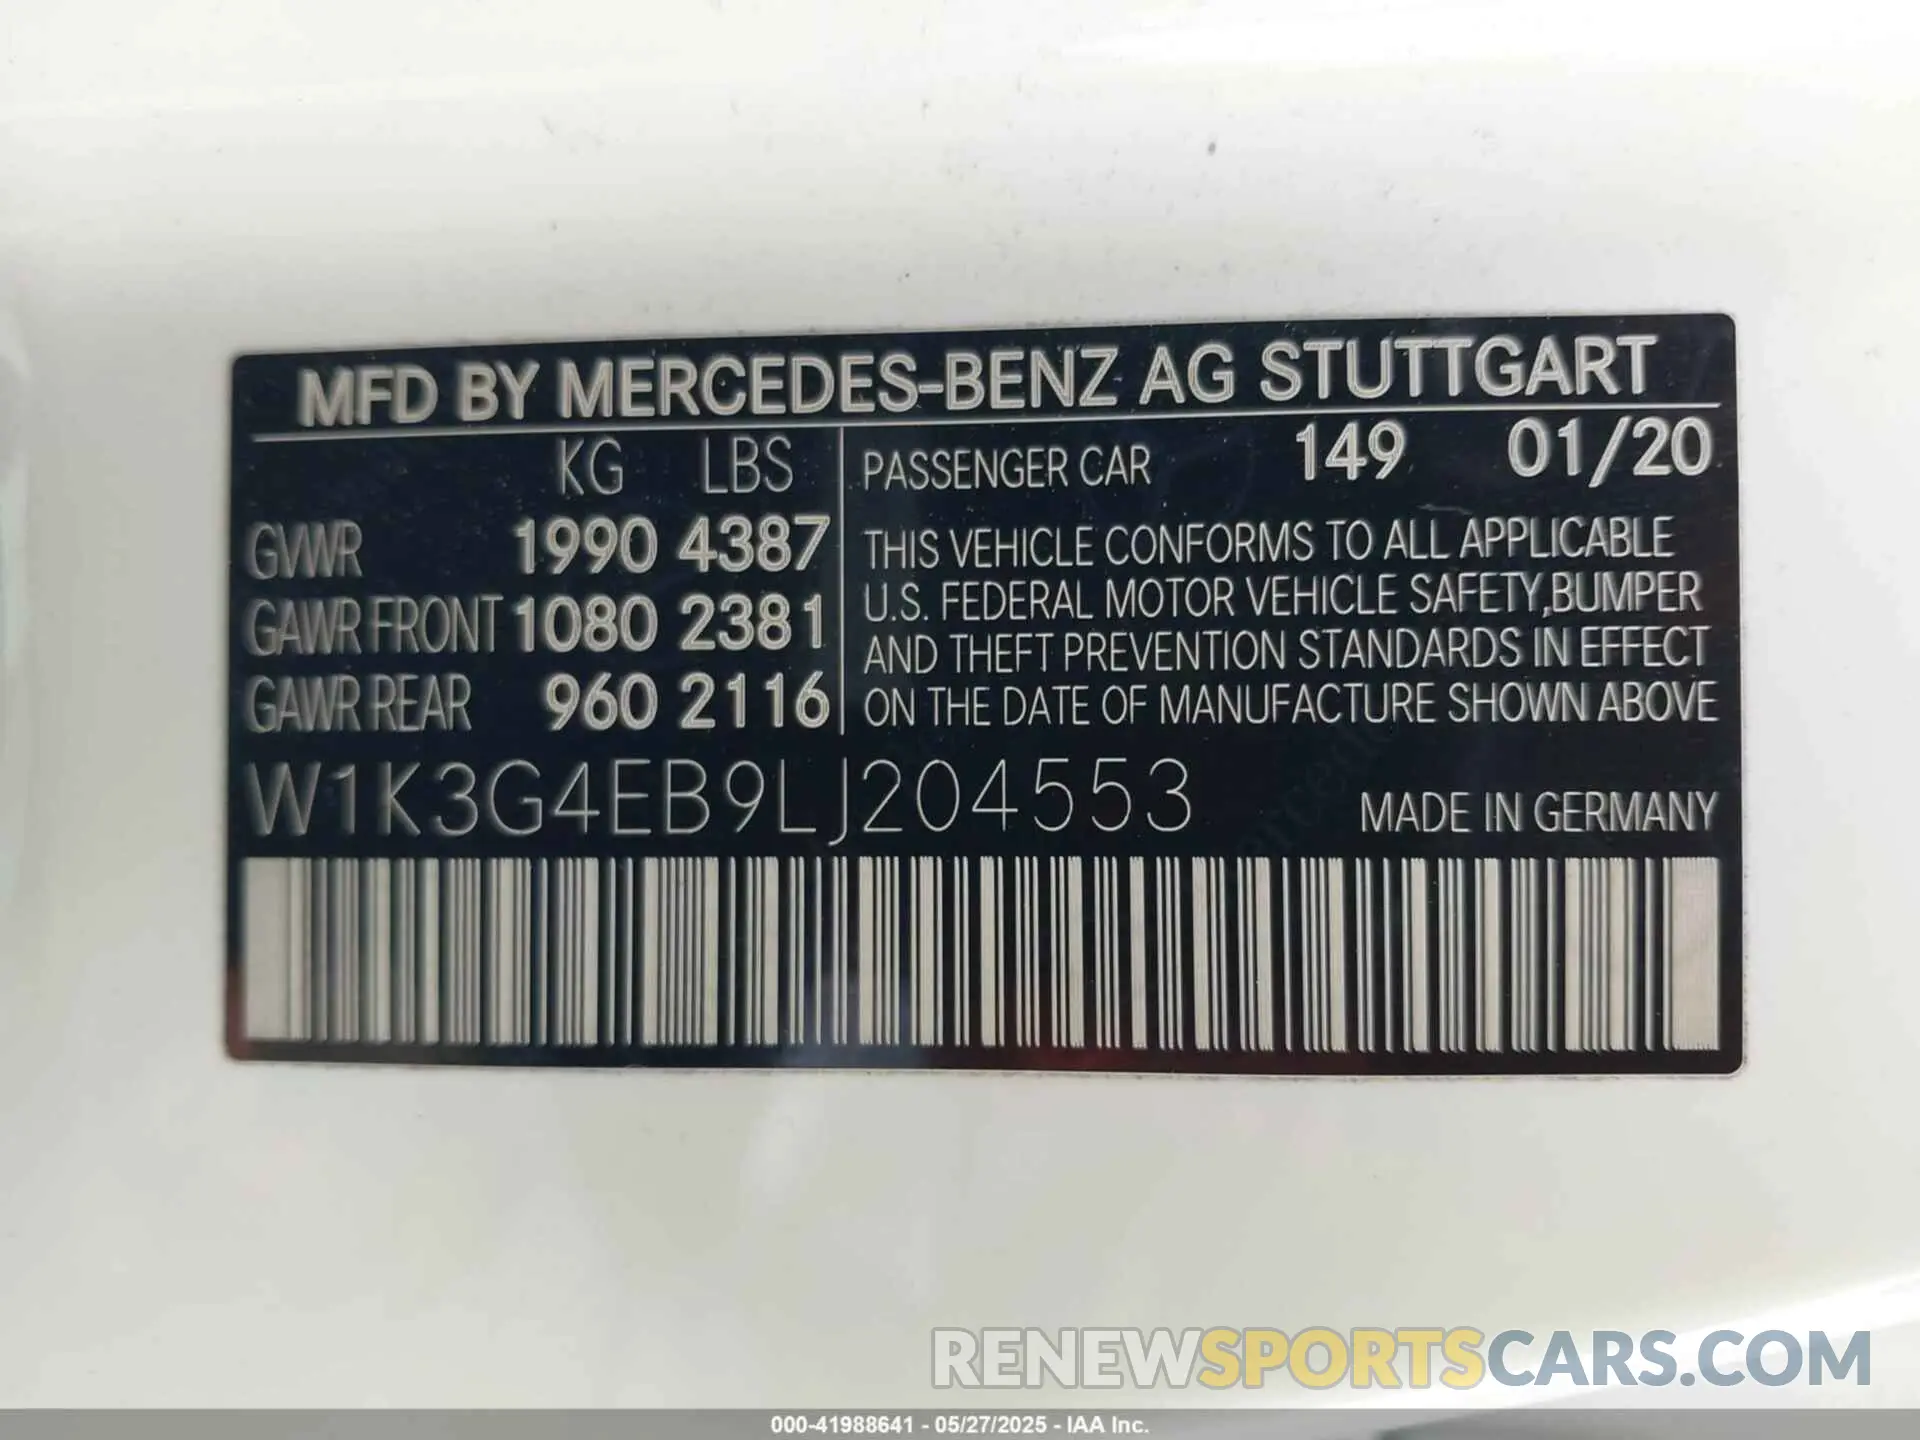 MFD BY MERCEDES-BENZ AG STUTTGART
KG LBS
GVWR 1990 4387
GAWR FRONT 1080 2381
GAWR REAR 960 2116
PASSENGER CAR 149 01/20
THIS VEHICLE CONFORMS TO ALL APPLICABLE
U.S. FEDERAL MOTOR VEHICLE SAFETY,BUMPER
AND THEFT PREVENTION STANDARDS IN EFFECT
ON THE DATE OF MANUFACTURE SHOWN ABOVE
W1K3G4EB9LJ204553
MADE IN GERMANY
RENEWSPORTSCARS.COM
000-41988641 - 05/27/2025 - IAA Inc.